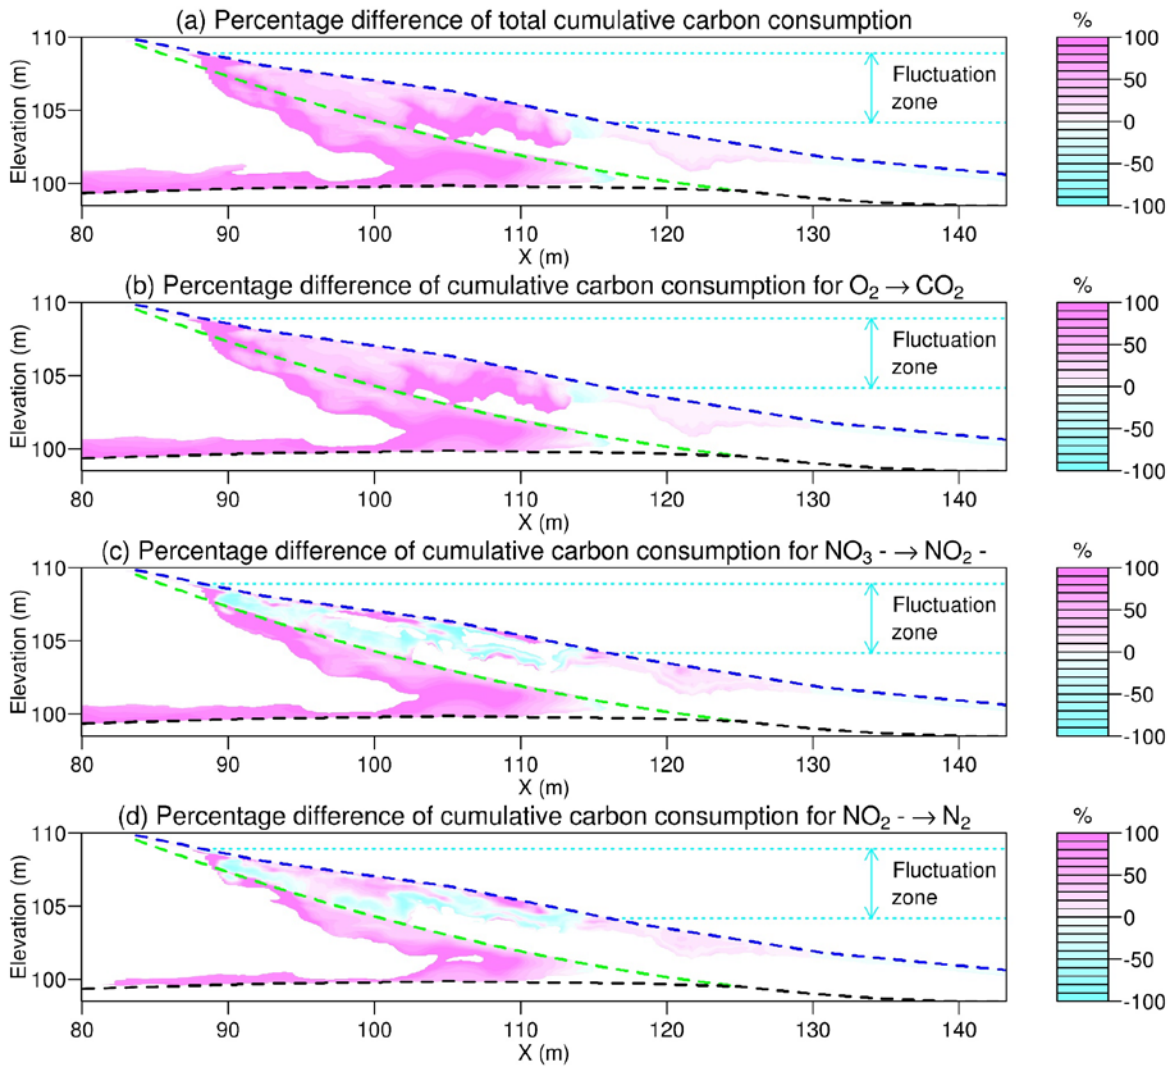 (a) Percentage difference of total cumulative carbon consumption
%
110
105
100
Elevation (m)
Fluctuation
zone
100
50
0
-50
-100
80 90 100 110 120 130 140
X (m)
(b) Percentage difference of cumulative carbon consumption for O₂ → CO₂
%
110
105
100
Elevation (m)
Fluctuation
zone
100
50
0
-50
-100
80 90 100 110 120 130 140
X (m)
(c) Percentage difference of cumulative carbon consumption for NO₃ - → NO₂ -
%
110
105
100
Elevation (m)
Fluctuation
zone
100
50
0
-50
-100
80 90 100 110 120 130 140
X (m)
(d) Percentage difference of cumulative carbon consumption for NO₂ - → N₂
%
110
105
100
Elevation (m)
Fluctuation
zone
100
50
0
-50
-100
80 90 100 110 120 130 140
X (m)